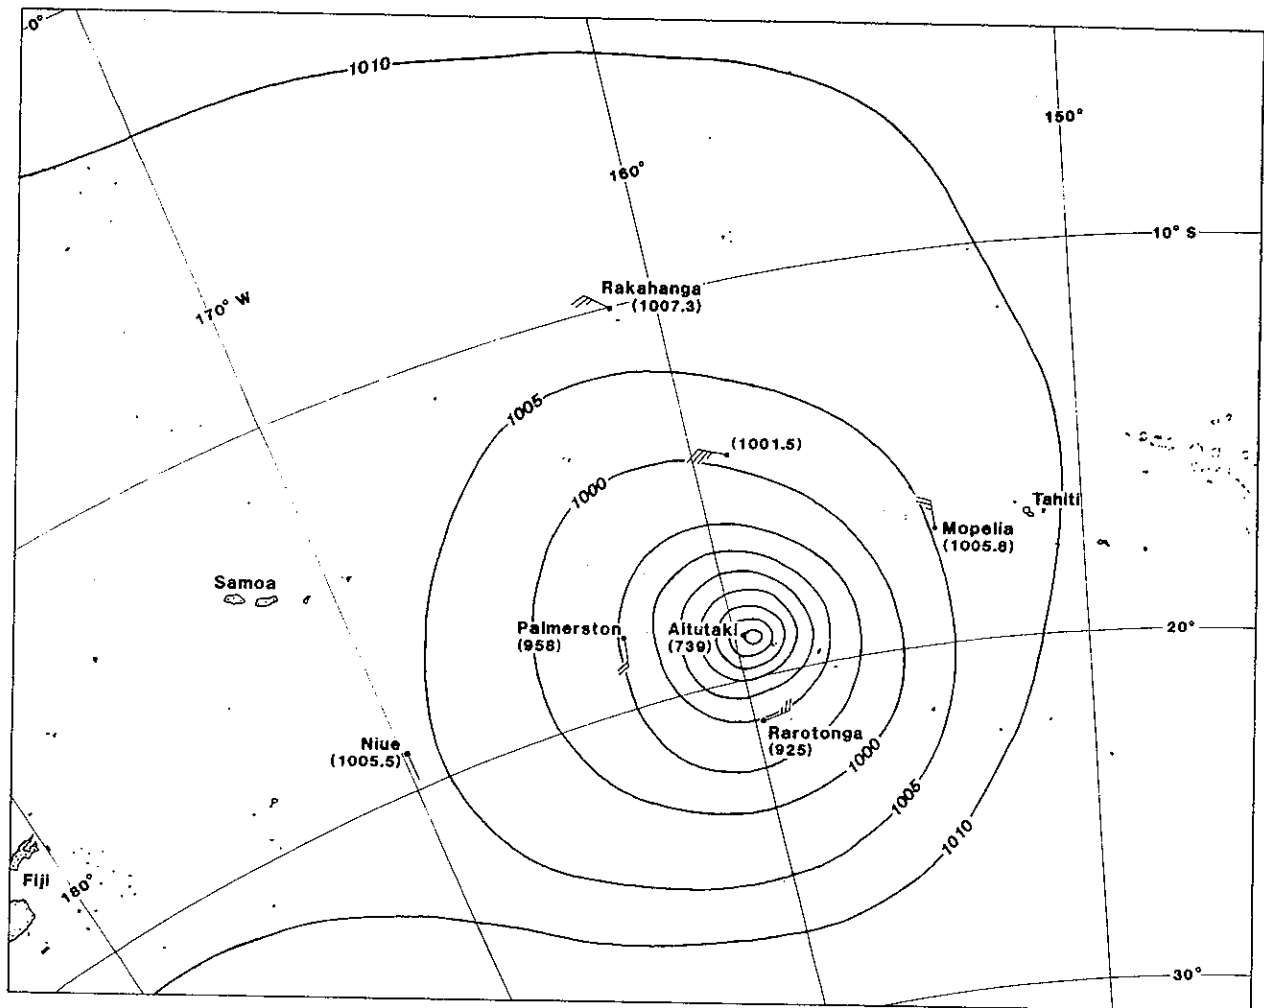 0°
1010
150°
160°
10° S
170° W
Rakahanga
(1007.3)
1005
(1001.5)
1000
Tahiti
Mopelia
(1005.8)
Samoa
Palmerston
(958)
Aitutaki
(739)
20°
Rarotonga
(925)
Niue
(1005.5)
1000
1005
1010
Fiji
180°
30°